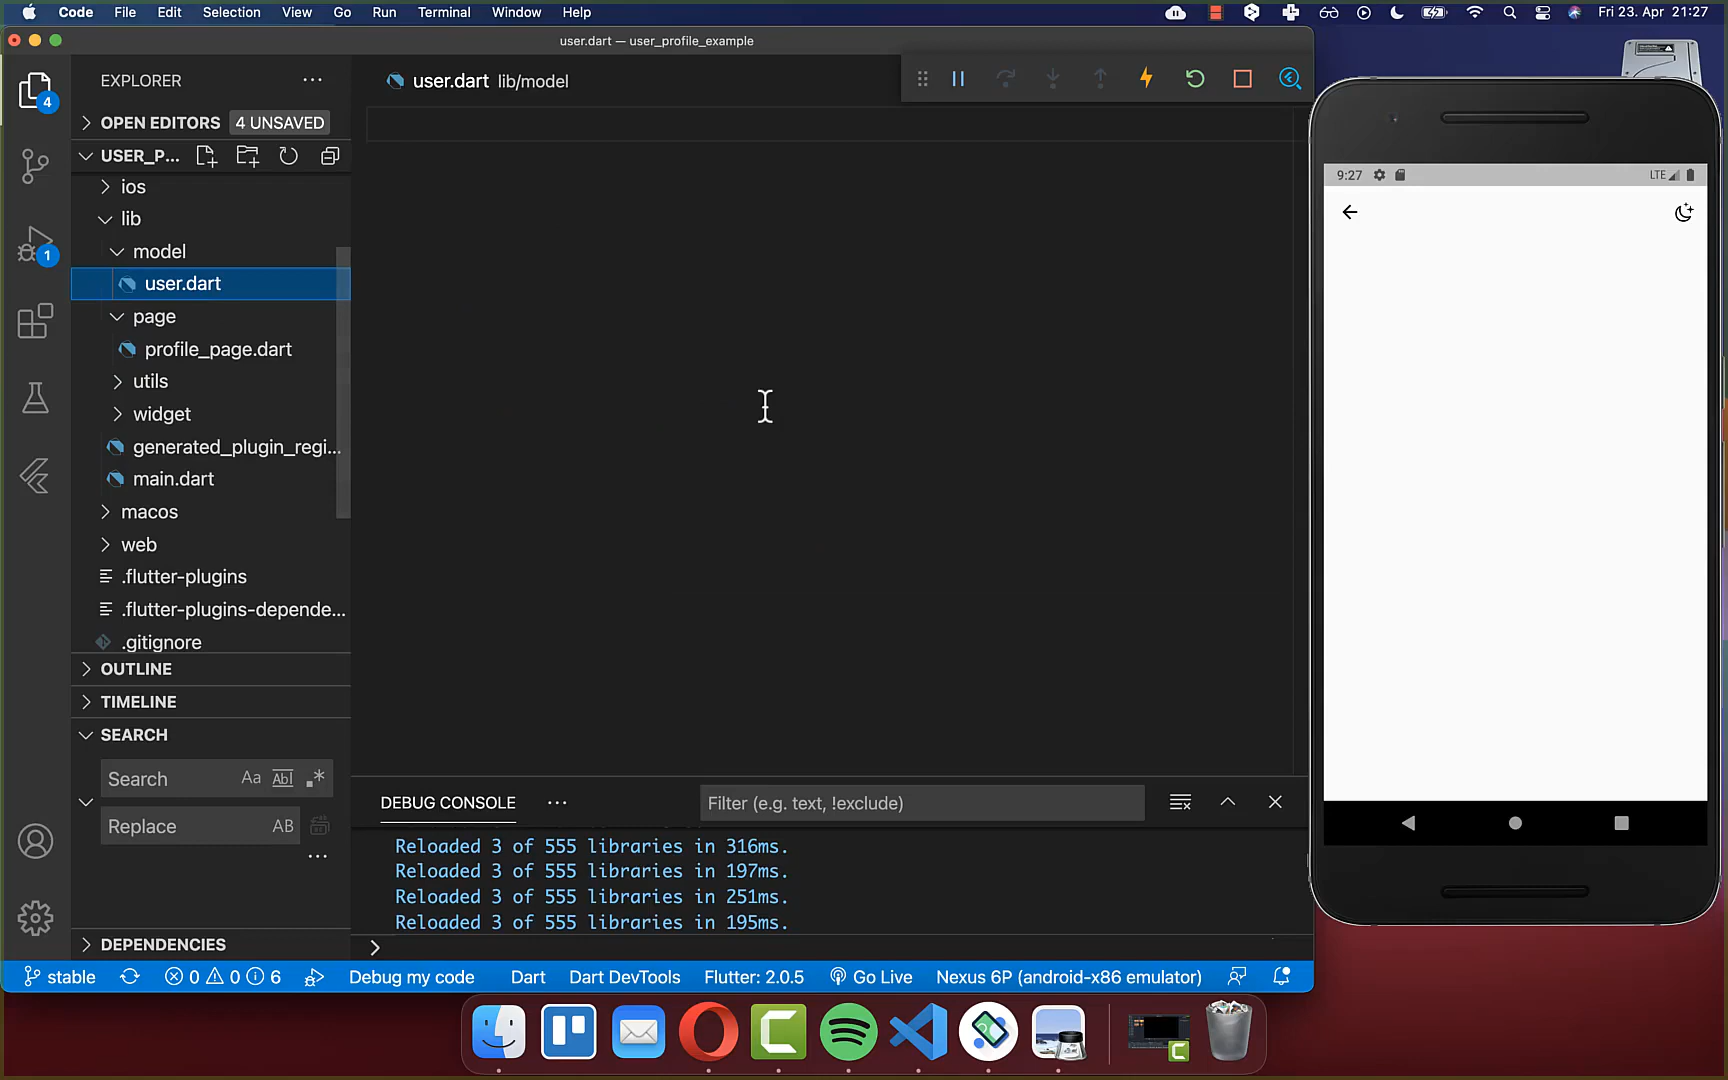 Code File Edit Selection View Go Run Terminal Window Help Fri 23. Apr 21:27
user.dart — user_profile_example
EXPLORER
4
OPEN EDITORS 4 UNSAVED
USER_P...
ios
lib
model
user.dart
page
profile_page.dart
utils
widget
generated_plugin_regi...
main.dart
macos
web
.flutter-plugins
.flutter-plugins-depende...
.gitignore
OUTLINE
TIMELINE
SEARCH
Search Aa Abl .*
Replace AB
DEPENDENCIES
1
user.dart lib/model
DEBUG CONSOLE
Filter (e.g. text, !exclude)
Reloaded 3 of 555 libraries in 316ms.
Reloaded 3 of 555 libraries in 197ms.
Reloaded 3 of 555 libraries in 251ms.
Reloaded 3 of 555 libraries in 195ms.
stable 0 0 6 Debug my code Dart Dart DevTools Flutter: 2.0.5 Go Live Nexus 6P (android-x86 emulator)
9:27 LTE